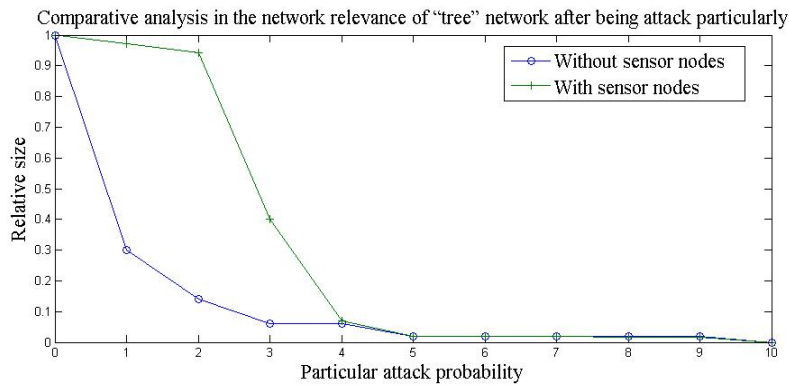 Comparative analysis in the network relevance of “tree” network after being attack particularly
Without sensor nodes
With sensor nodes
Relative size
1
0.9
0.8
0.7
0.6
0.5
0.4
0.3
0.2
0.1
0
0 1 2 3 4 5 6 7 8 9 10
Particular attack probability